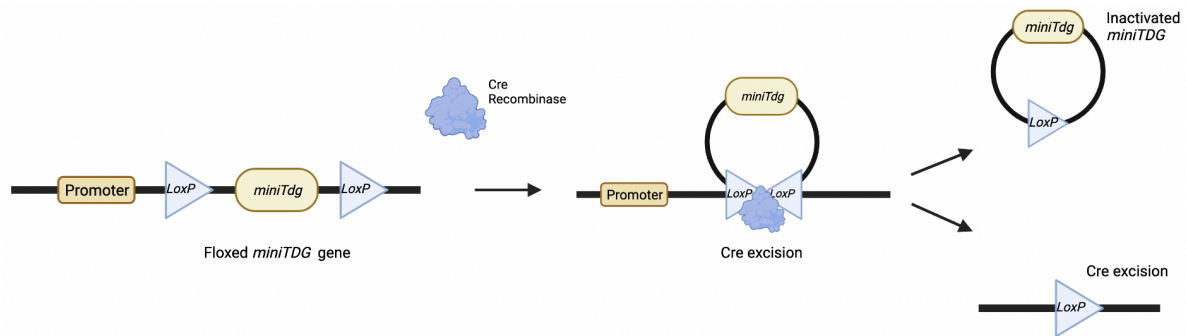 Promoter
LoxP
miniTdg
LoxP
Floxed miniTDG gene
Cre
Recombinase
miniTdg
Promoter
LoxP
LoxP
Cre excision
miniTdg
LoxP
Inactivated
miniTDG
Cre excision
LoxP